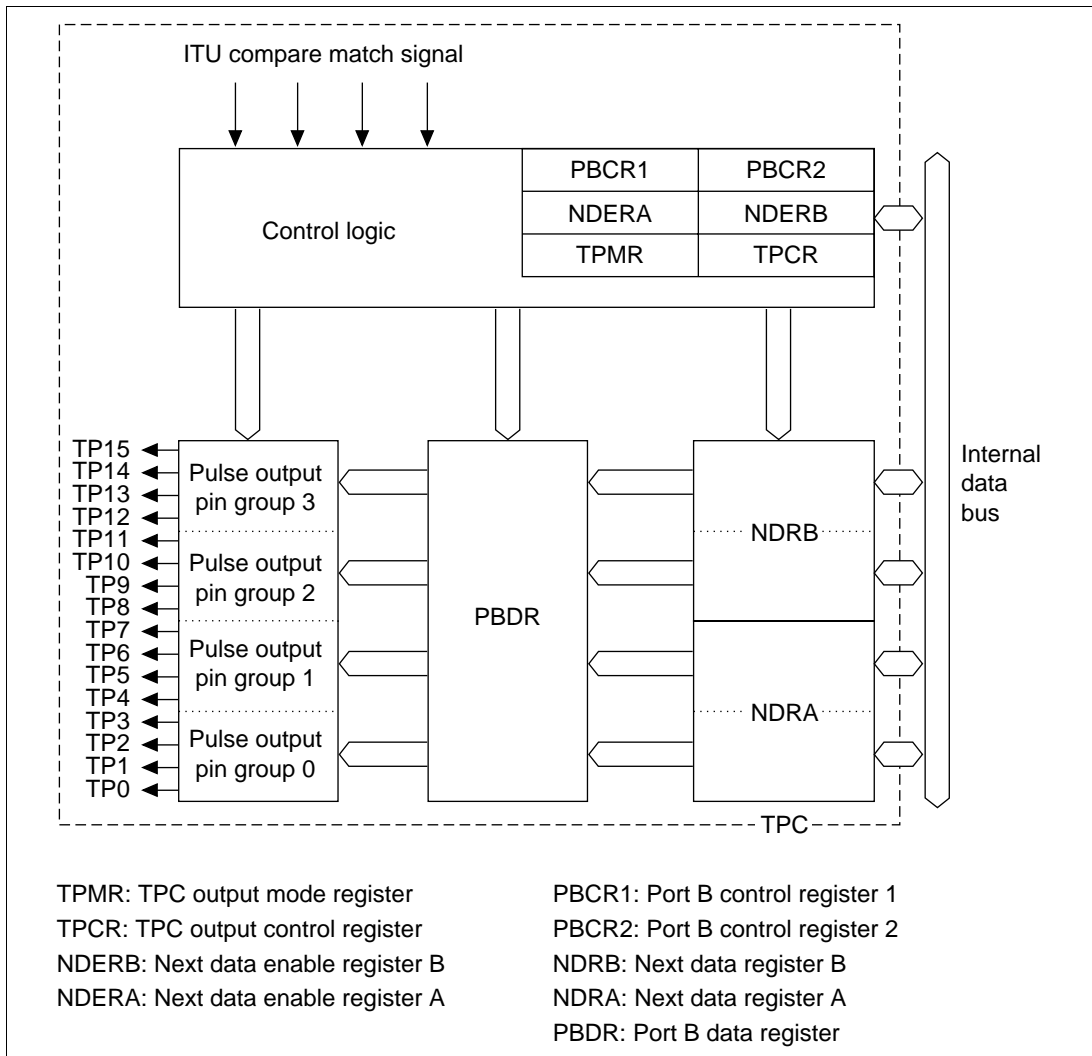 ITU compare match signal
PBCR1 PBCR2
Control logic
NDERA NDERB
TPMR TPCR
TP15
TP14
TP13
TP12
TP11
TP10
TP9
TP8
TP7
TP6
TP5
TP4
TP3
TP2
TP1
TP0
Pulse output
pin group 3
Pulse output
pin group 2
Pulse output
pin group 1
Pulse output
pin group 0
PBDR
NDRB
NDRA
Internal
data
bus
TPC
TPMR: TPC output mode register
TPCR: TPC output control register
NDERB: Next data enable register B
NDERA: Next data enable register A
PBCR1: Port B control register 1
PBCR2: Port B control register 2
NDRB: Next data register B
NDRA: Next data register A
PBDR: Port B data register